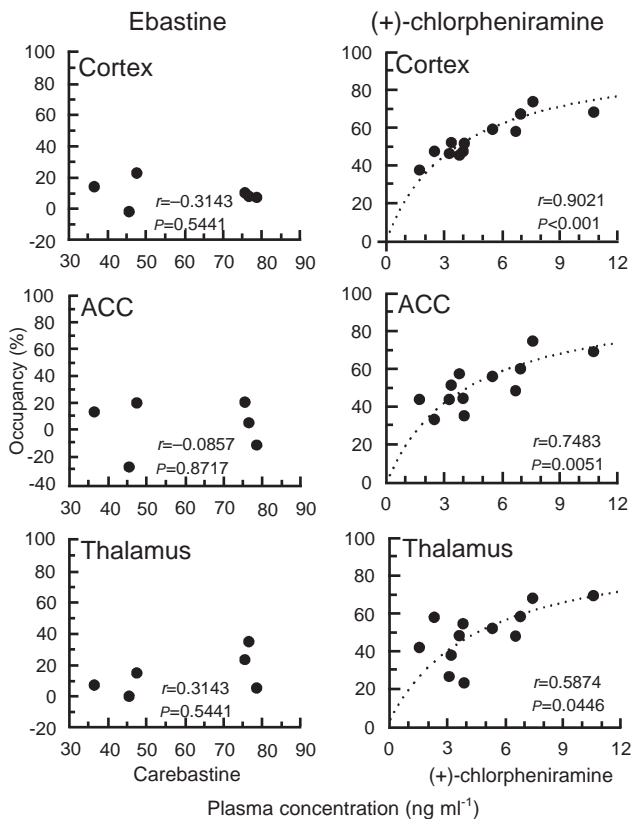 Ebastine
(+)-chlorpheniramine
Occupancy (%)
Cortex
100
80
60
40
20
0
-20
r=–0.3143
P=0.5441
30 40 50 60 70 80 90
Cortex
100
80
60
40
20
0
r=0.9021
P<0.001
0 3 6 9 12
ACC
100
80
60
40
20
0
-20
-40
r=–0.0857
P=0.8717
30 40 50 60 70 80 90
ACC
100
80
60
40
20
0
r=0.7483
P=0.0051
0 3 6 9 12
Thalamus
100
80
60
40
20
0
-20
r=0.3143
P=0.5441
30 40 50 60 70 80 90
Carebastine
Thalamus
100
80
60
40
20
0
r=0.5874
P=0.0446
0 3 6 9 12
(+)-chlorpheniramine
Plasma concentration (ng ml-1)